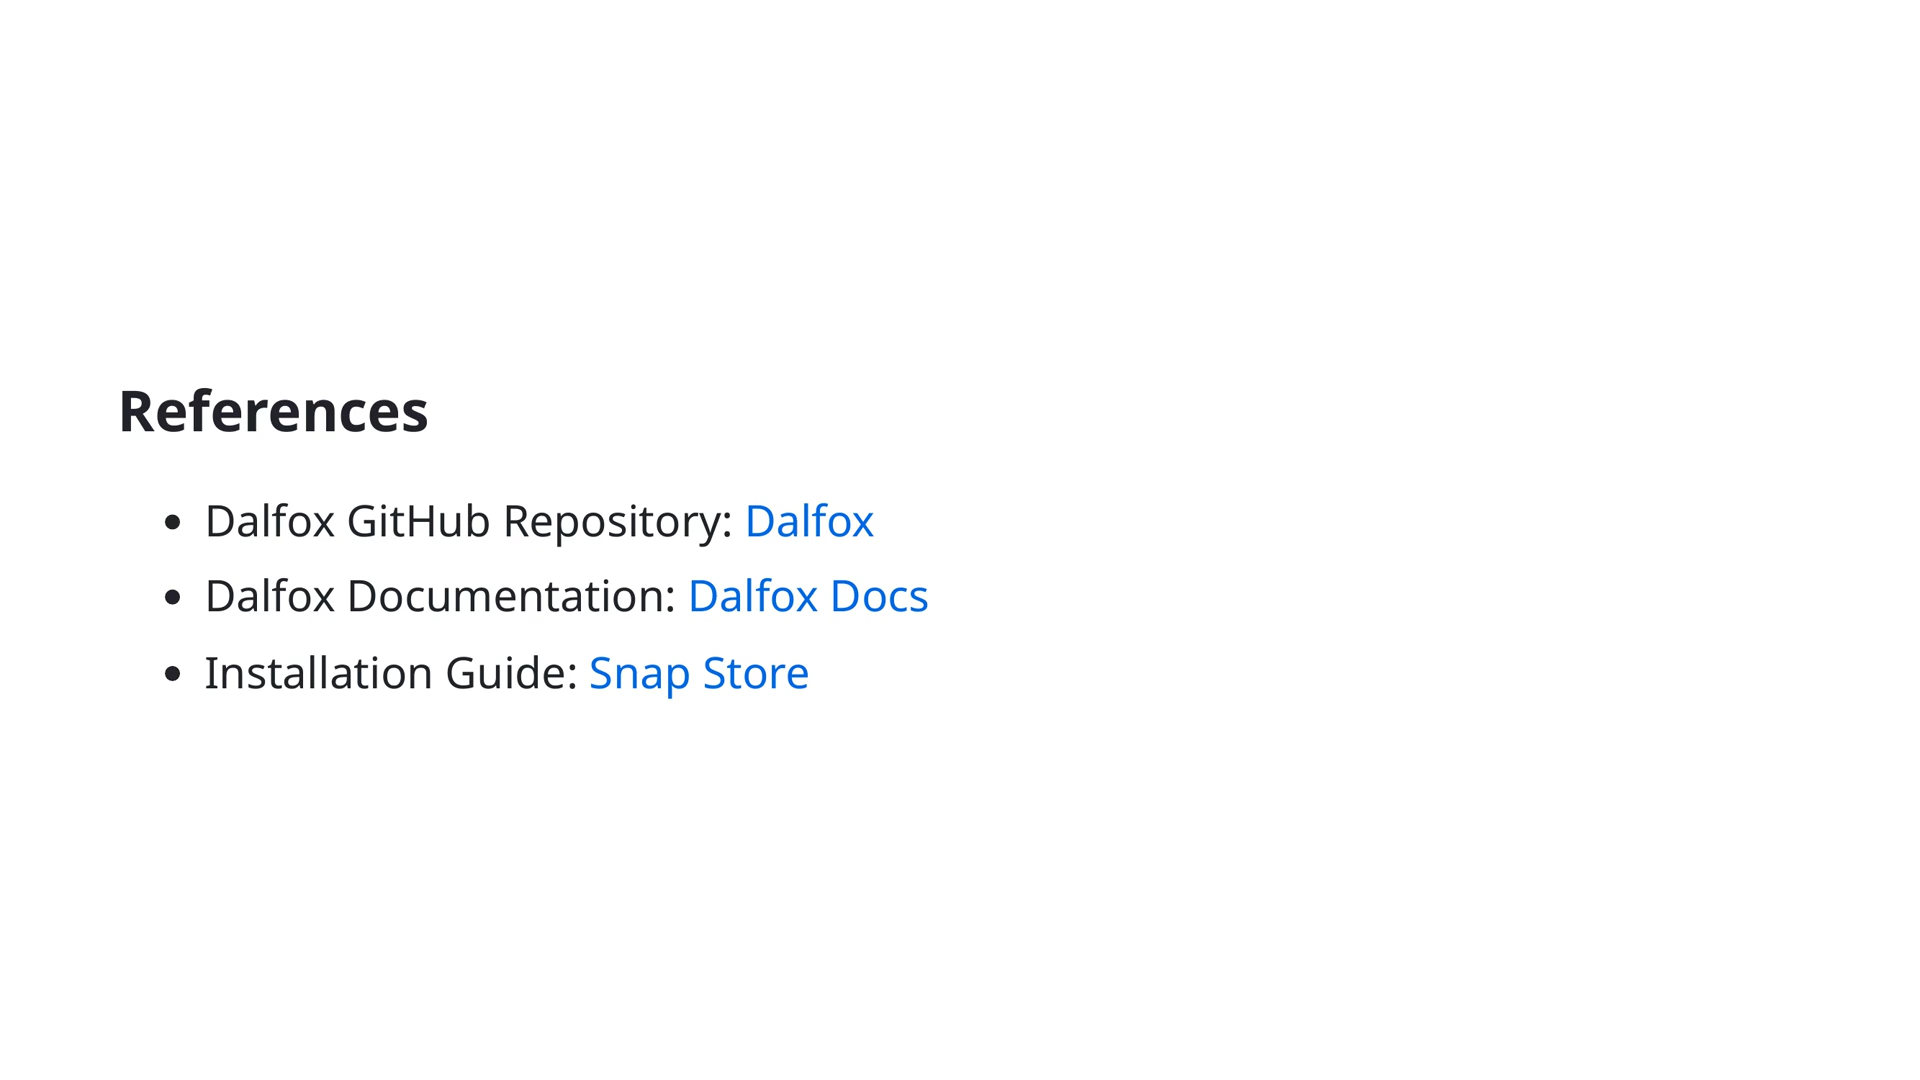 References
• Dalfox GitHub Repository: Dalfox
• Dalfox Documentation: Dalfox Docs
• Installation Guide: Snap Store